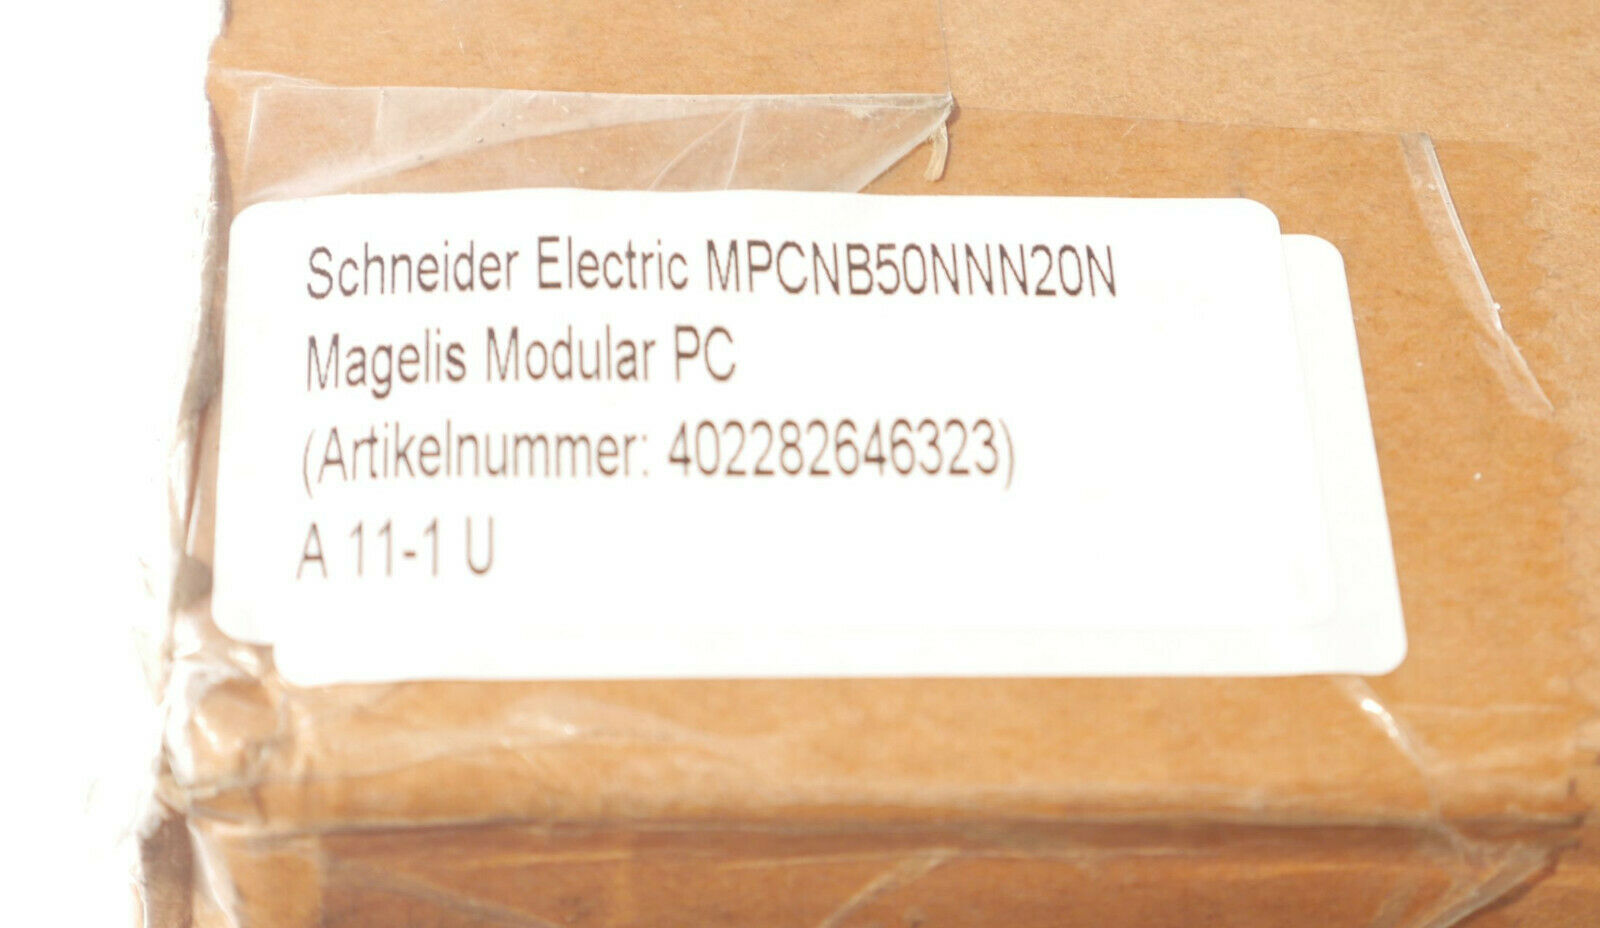 Schneider Electric MPCNB50NNN20N
Magelis Modular PC
(Artikelnummer: 402282646323)
A 11-1 U